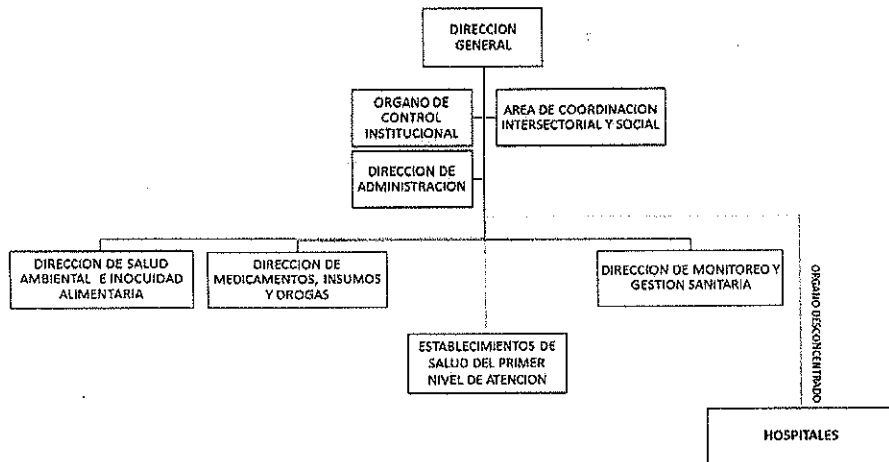 DIRECCION
GENERAL
ORGANO DE
CONTROL
INSTITUCIONAL
AREA DE COORDINACION
INTERSECTORIAL Y SOCIAL
DIRECCION DE
ADMINISTRACION
DIRECCION DE SALUD
AMBIENTAL E INOCUIDAD
ALIMENTARIA
DIRECCION DE
MEDICAMENTOS, INSUMOS
Y DROGAS
DIRECCION DE MONITOREO Y
GESTION SANITARIA
ORGANO DESCONCENTRADO
ESTABLECIMIENTOS DE
SALUD DEL PRIMER
NIVEL DE ATENCION
HOSPITALES